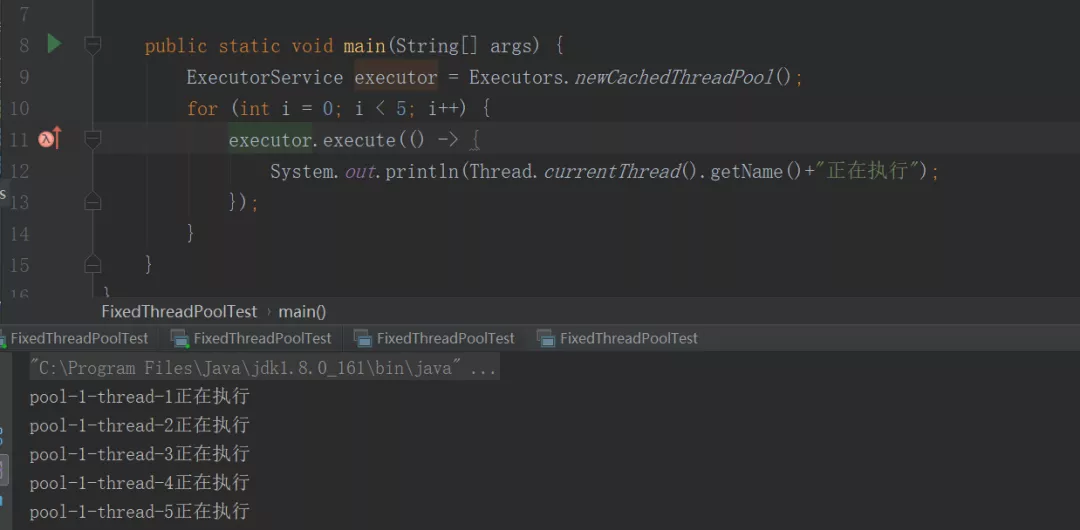 7
8 public static void main(String[] args) {
9 ExecutorService executor = Executors.newCachedThreadPool();
10 for (int i = 0; i < 5; i++) {
11 executor.execute(() -> {
12 System.out.println(Thread.currentThread().getName()+"正在执行");
13 });
14 }
15 }
16 }
FixedThreadPoolTest › main()
FixedThreadPoolTest FixedThreadPoolTest FixedThreadPoolTest FixedThreadPoolTest
"C:\Program Files\Java\jdk1.8.0_161\bin\java" ...
pool-1-thread-1正在执行
pool-1-thread-2正在执行
pool-1-thread-3正在执行
pool-1-thread-4正在执行
pool-1-thread-5正在执行